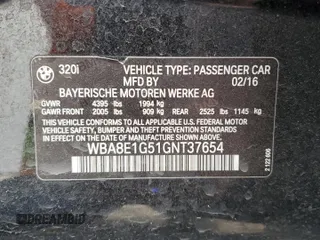 320i VEHICLE TYPE: PASSENGER CAR
MFD BY 02/16
BAYERISCHE MOTOREN WERKE AG
GVWR 4395 lbs 1994 kg
GAWR FRONT 2005 lbs 909 kg REAR 2525 lbs 1145 kg
THIS VEHICLE CONFORMS TO ALL APPLICABLE U.S. FEDERAL MOTOR
VEHICLE SAFETY, BUMPER, AND THEFT PREVENTION STANDARDS
IN EFFECT ON THE DATE OF MANUFACTURE SHOWN ABOVE.
WBA8E1G51GNT37654